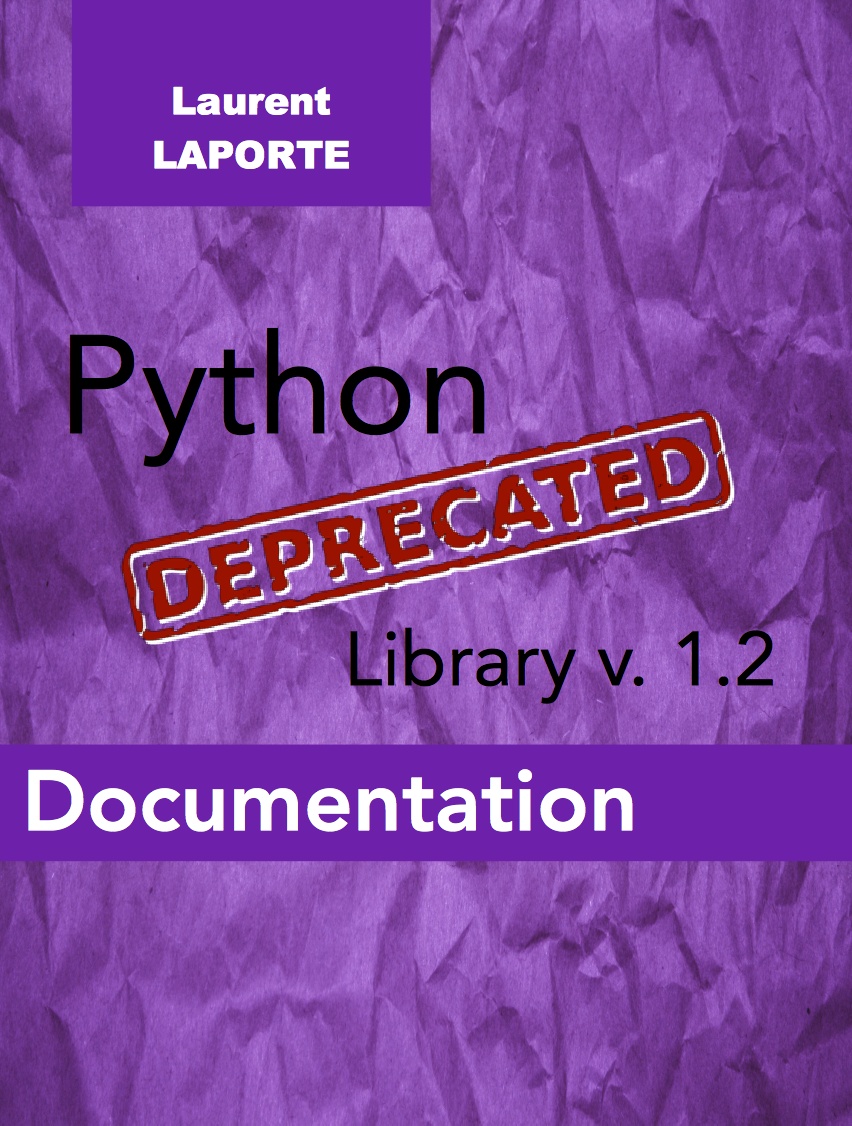 Laurent
LAPORTE
Python
DEPRECATED
Library v. 1.2
Documentation